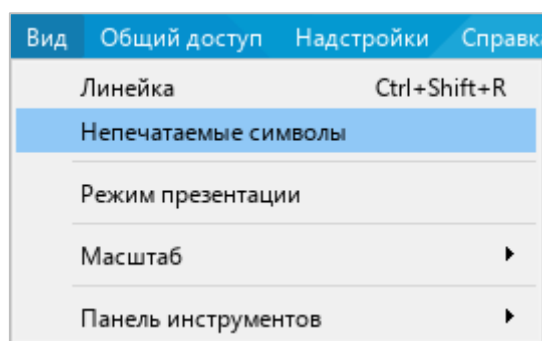 Вид Общий доступ Надстройки Справк
Линейка Ctrl+Shift+R
Непечатаемые символы
Режим презентации
Масштаб
Панель инструментов